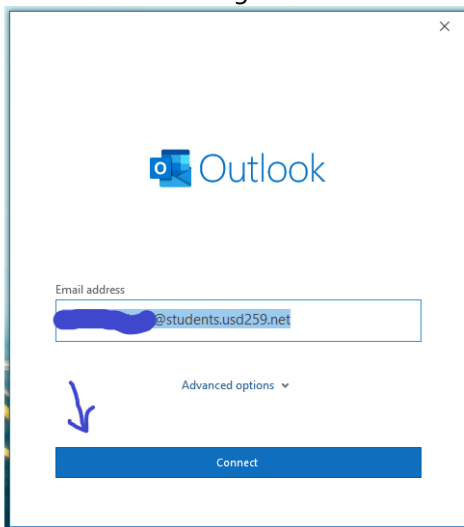 Outlook
Email address
@students.usd259.net
Advanced options
Connect